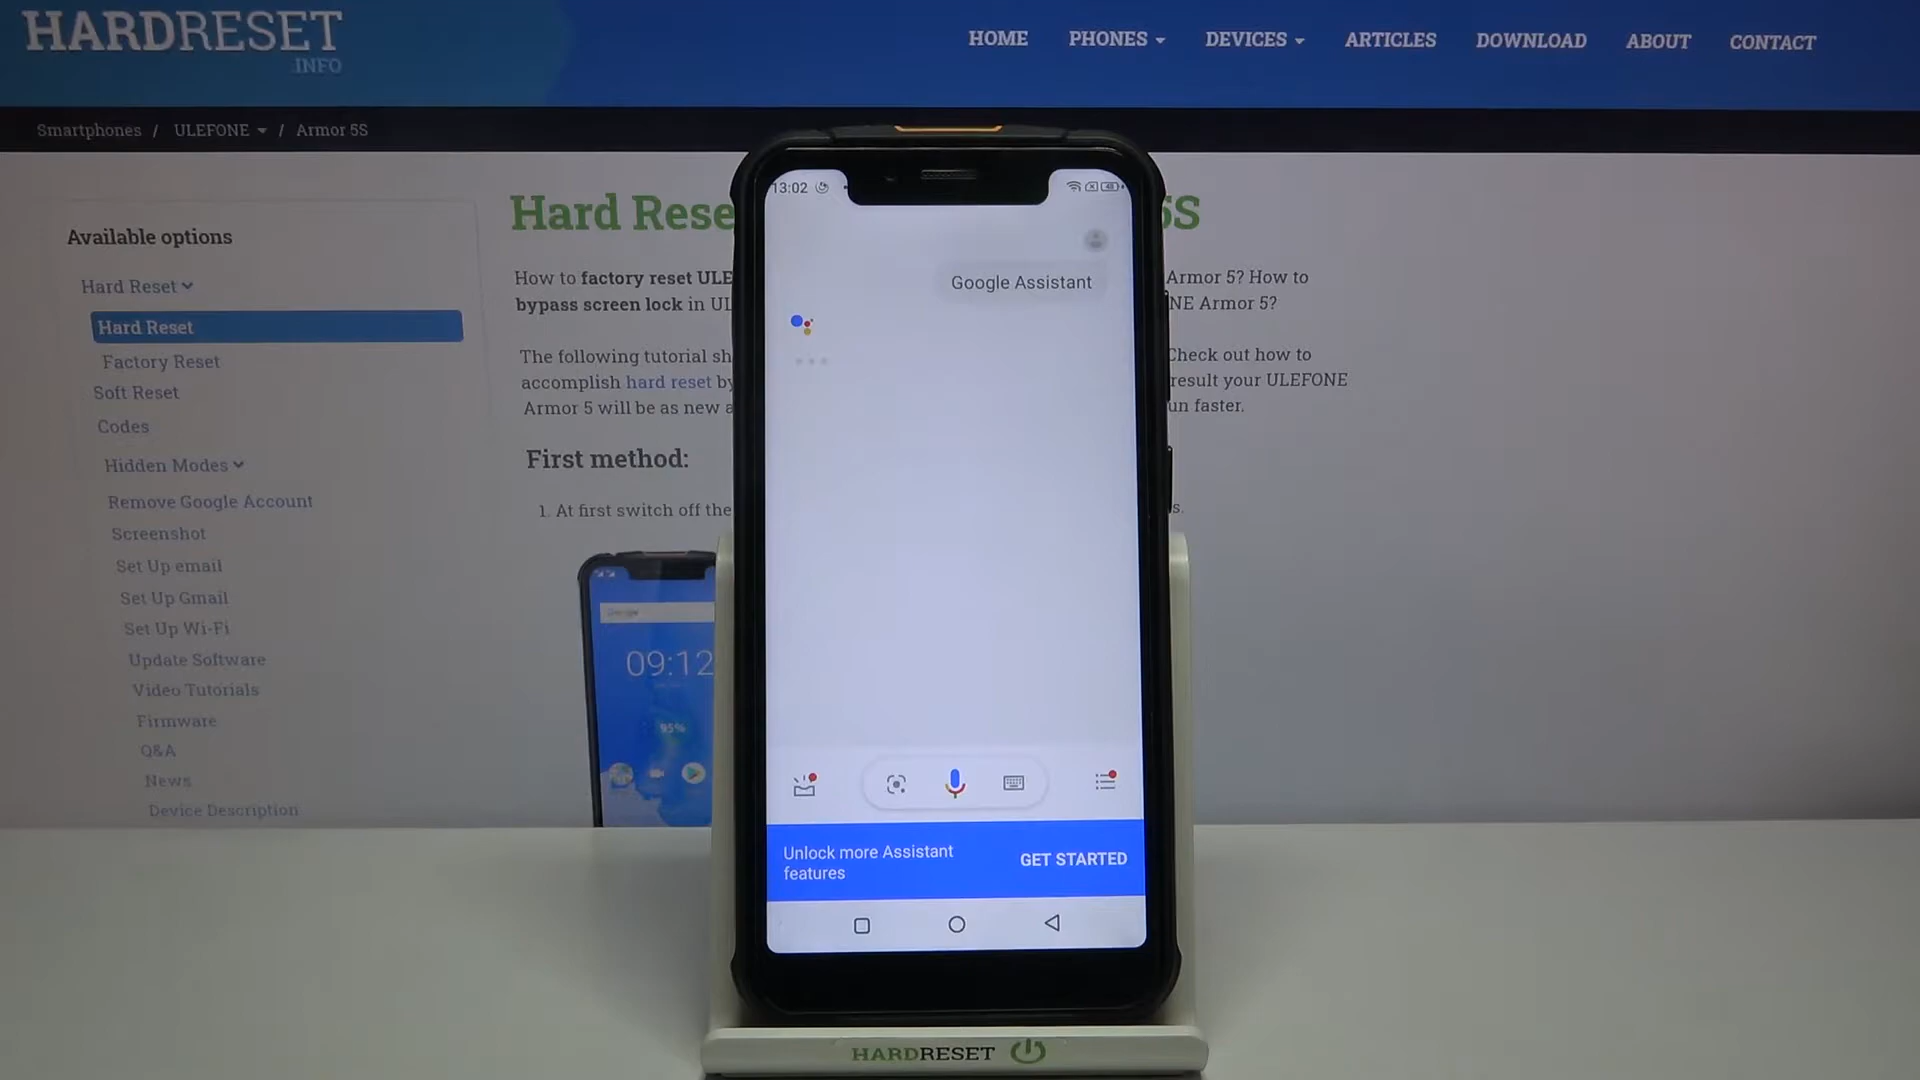 HARDRESET
.INFO
HOME PHONES DEVICES ARTICLES DOWNLOAD ABOUT CONTACT
Smartphones / ULEFONE / Armor 5S
Available options
Hard Reset
Hard Reset
Factory Reset
Soft Reset
Codes
Hidden Modes
Remove Google Account
Screenshot
Set Up email
Set Up Gmail
Set Up Wi-Fi
Update Software
Video Tutorials
Firmware
Q&A
News
Device Description
Hard Rese 5S
How to factory reset ULE Armor 5? How to
bypass screen lock in UL NE Armor 5?
The following tutorial sh Check out how to
accomplish hard reset by result your ULEFONE
Armor 5 will be as new a un faster.
First method:
1. At first switch off the s.
Google
09:12
95%
13:02
48
Google Assistant
Unlock more Assistant
features
GET STARTED
HARDRESET